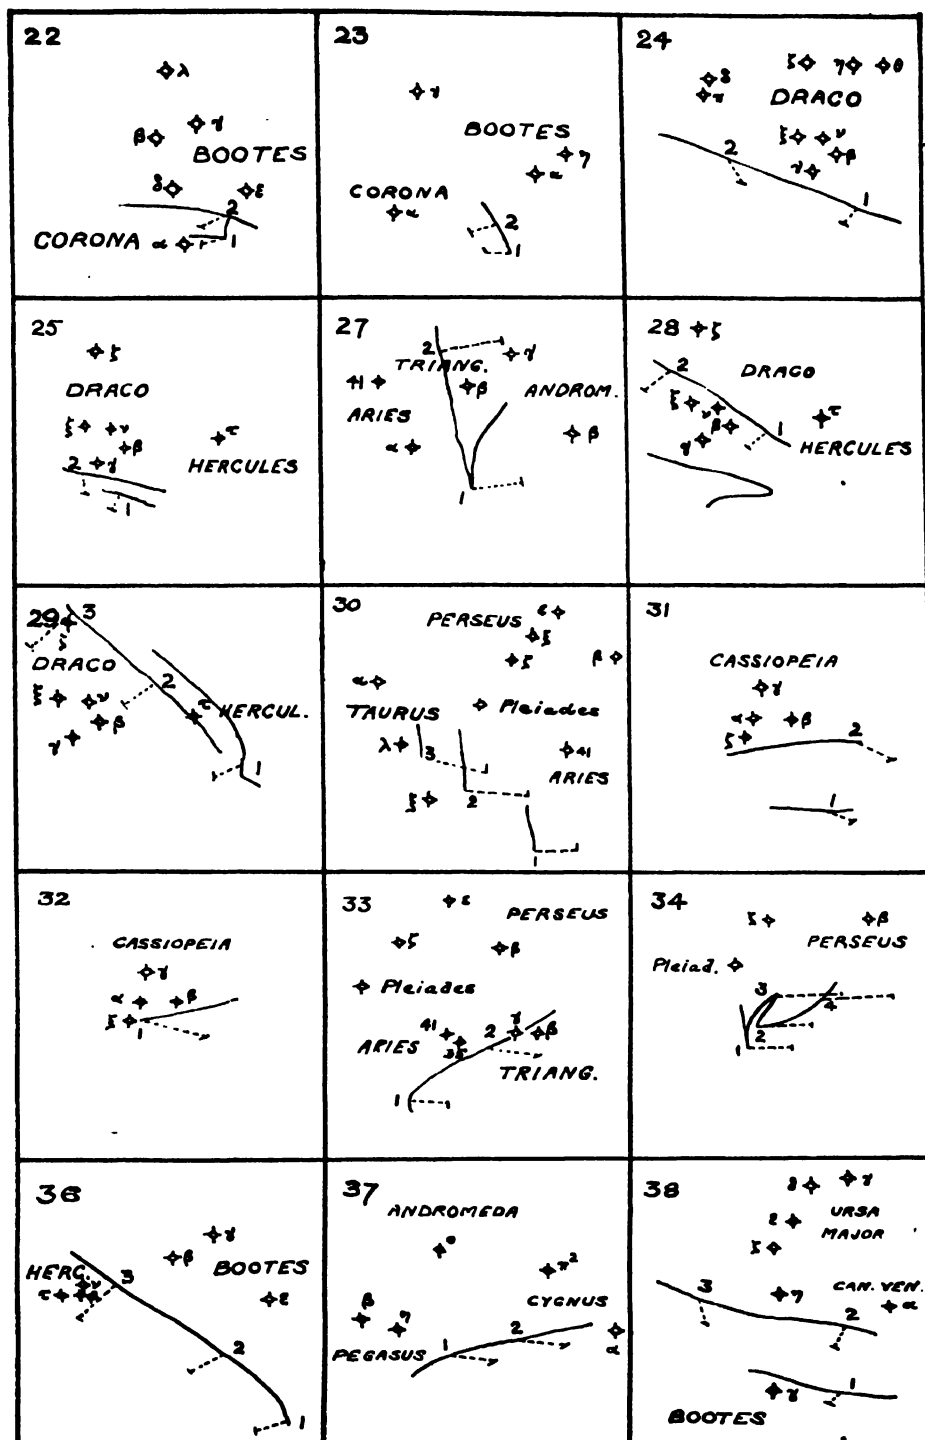 22
λ
β γ
BOOTES
δ ε
2
CORONA α 1
23
γ
BOOTES
η
α
CORONA
α
2
1
24
δ ζ η θ
γ
DRACO
2 ξ ν
β
γ
1
25
ζ
DRACO
ξ ν τ
β
2 γ HERCULES
1
27
2 γ
TRIANG.
41 β ANDROM.
ARIES
α β
1
28 ζ
2 DRACO
ξ ν τ
β 1
γ HERCULES
29 3
ζ
DRACO 2
ξ ν τ HERCUL.
γ β
1
30 ε
PERSEUS ξ
ζ β
α
TAURUS Pleiades
λ 3 41
ARIES
ξ 2
1
31
CASSIOPEIA
γ
α β 2
ζ
1
32
CASSIOPEIA
γ
α β
ζ 1
33 ε PERSEUS
ζ β
Pleiades
41 2 γ β
ARIES 35
TRIANG.
1
34
ζ β
PERSEUS
Pleiad.
3
4
2
1
36
γ
β BOOTES
HERC. 3
ν
τ ε
2
1
37
ANDROMEDA
ο
π²
β CYGNUS
η 2
PEGASUS 1 α
38 δ γ
ε URSA
MAJOR
ζ
3 η CAN. VEN.
2 α
1
γ
BOOTES